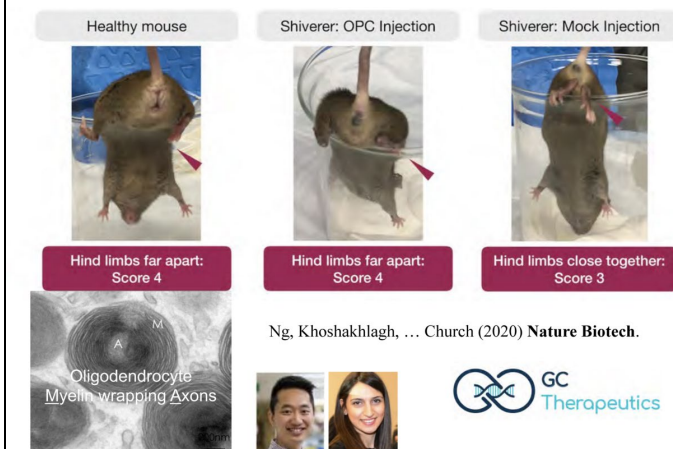 Healthy mouse
Shiverer: OPC Injection
Shiverer: Mock Injection
Hind limbs far apart:
Score 4
Hind limbs far apart:
Score 4
Hind limbs close together:
Score 3
M
A
Oligodendrocyte
Myelin wrapping Axons
Ng, Khoshakhlagh, … Church (2020) Nature Biotech.
GC
Therapeutics